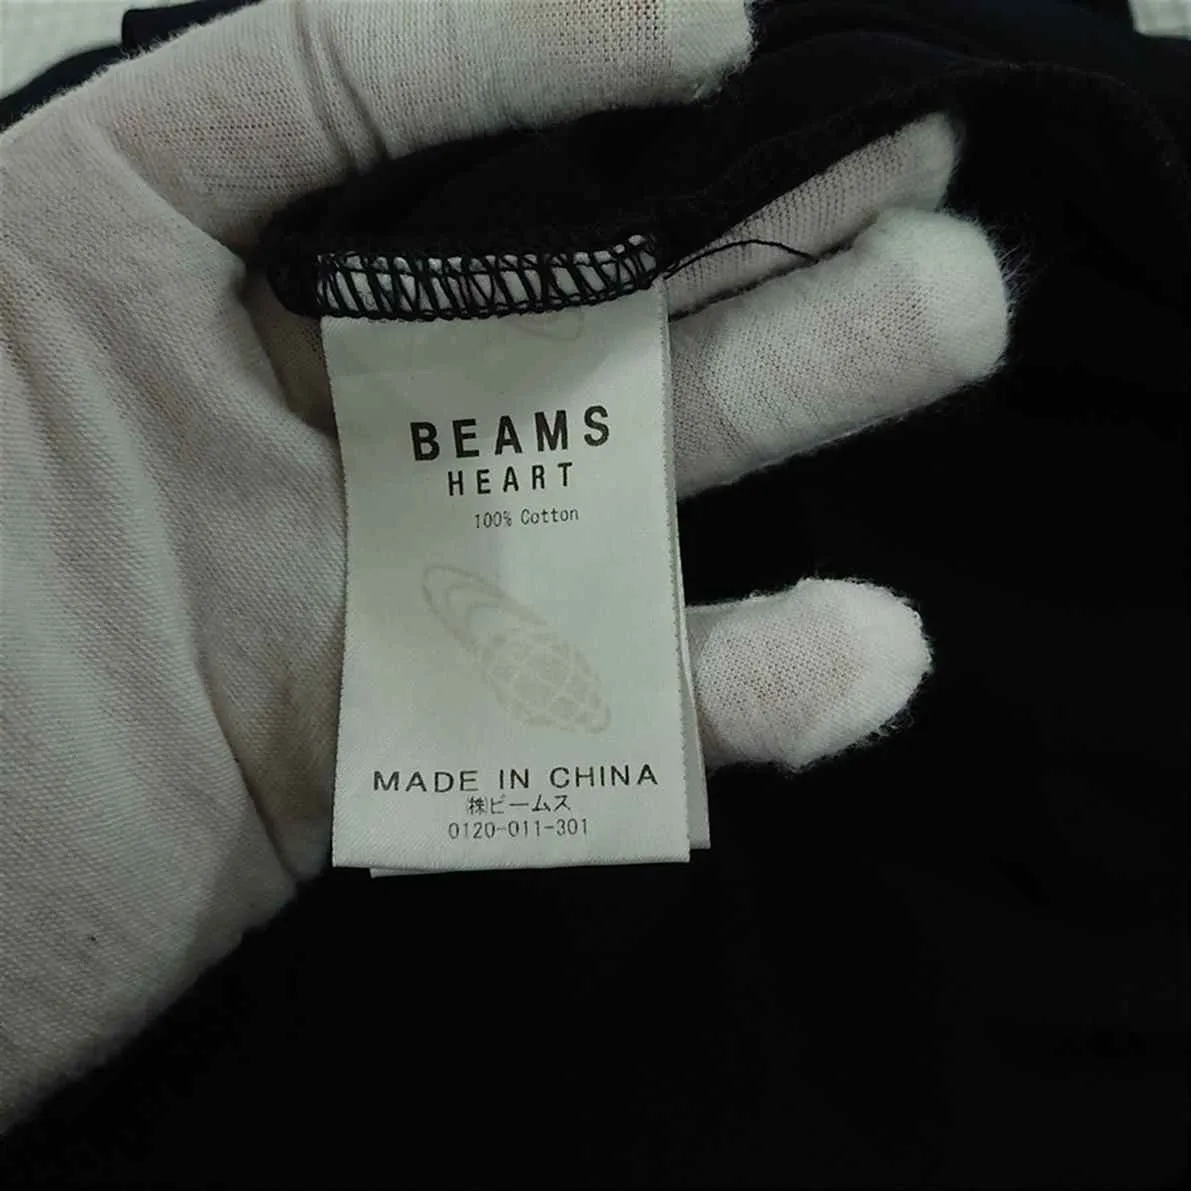 BEAMS
HEART
100% Cotton
MADE IN CHINA
㈱ビームス
0120-011-301